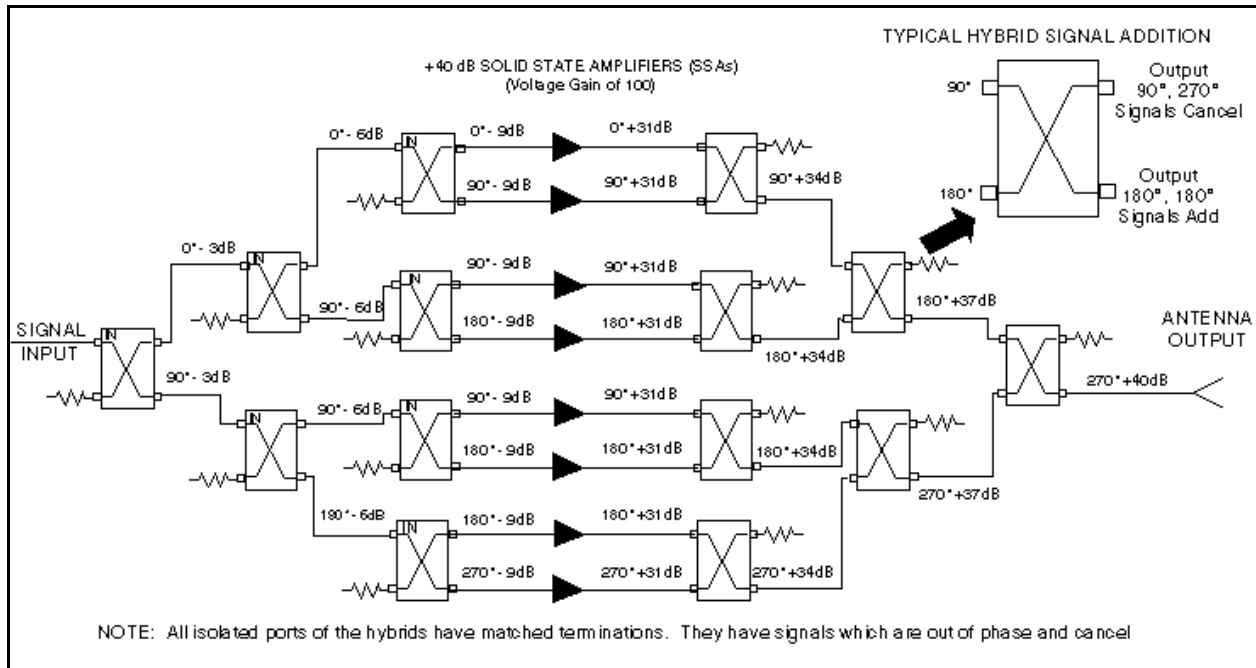 TYPICAL HYBRID SIGNAL ADDITION
+40 dB SOLID STATE AMPLIFIERS (SSAs)
(Voltage Gain of 100)
90°
Output
90°, 270°
Signals Cancel
180°
Output
180°, 180°
Signals Add
0°- 6dB
IN
0°- 9dB
0°+31dB
90°- 9dB
90°+31dB
90°+34dB
0°- 3dB
IN
90°- 6dB
IN
90°- 9dB
90°+31dB
180°- 9dB
180°+31dB
180°+34dB
180°+37dB
SIGNAL
INPUT
IN
ANTENNA
OUTPUT
270°+40dB
90°- 3dB
IN
90°- 6dB
IN
90°- 9dB
90°+31dB
180°- 9dB
180°+31dB
180°+34dB
270°+37dB
180°- 6dB
IN
180°- 9dB
180°+31dB
270°- 9dB
270°+31dB
270°+34dB
NOTE: All isolated ports of the hybrids have matched terminations. They have signals which are out of phase and cancel